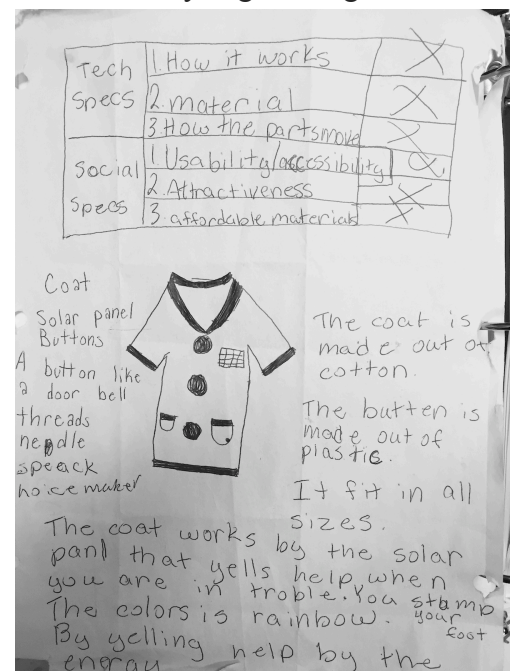 Tech Specs
1. How it works
2. material
3. How the parts move
Social Specs
1. Usability/accessibility
2. Attractiveness
3. affordable materials
Coat
Solar panel
Buttons
A button like
a door bell
threads
needle
speack
noice maker
The coat is
made out of
cotton.
The butten is
made out of
plastic.
It fit in all
sizes.
The coat works by the solar
panl that yells help when
you are in troble. You stamp
your foot
The colors is rainbow.
By yelling help by the
energy